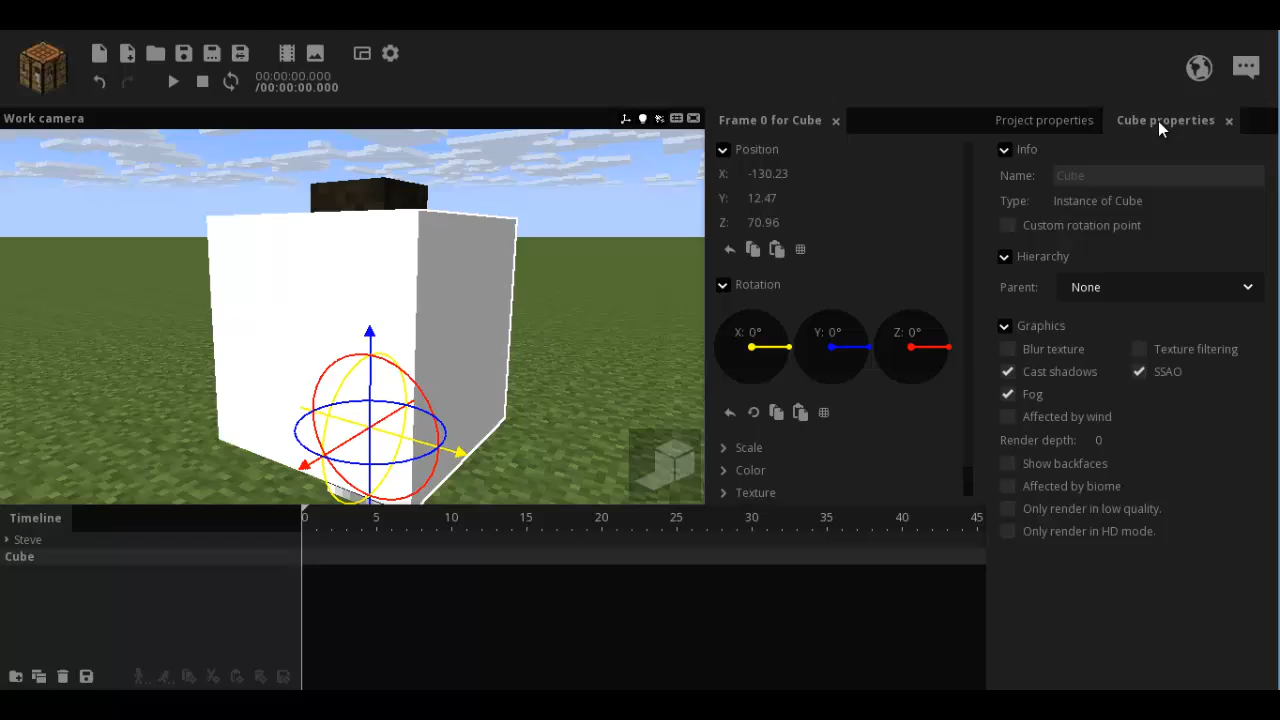 00:00:00.000
/00:00:00.000
Work camera
Frame 0 for Cube
Project properties
Cube properties
Position
X: -130.23
Y: 12.47
Z: 70.96
Rotation
X: 0°
Y: 0°
Z: 0°
Scale
Color
Texture
Info
Name: Cube
Type: Instance of Cube
Custom rotation point
Hierarchy
Parent: None
Graphics
Blur texture Texture filtering
Cast shadows SSAO
Fog
Affected by wind
Render depth: 0
Show backfaces
Affected by biome
Only render in low quality.
Only render in HD mode.
Timeline
0 5 10 15 20 25 30 35 40 45
Steve
Cube